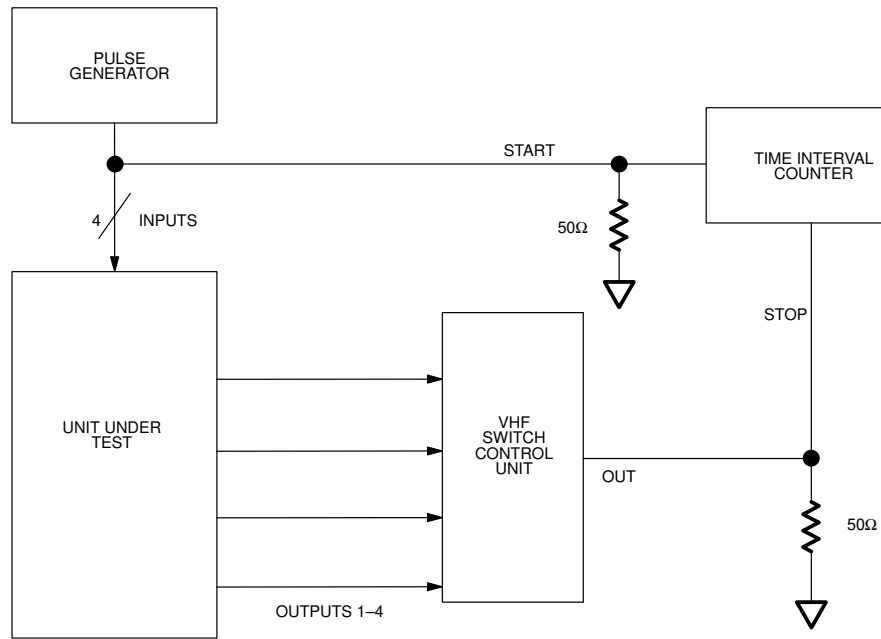 PULSE
GENERATOR
START
TIME INTERVAL
COUNTER
4
INPUTS
50Ω
STOP
UNIT UNDER
TEST
VHF
SWITCH
CONTROL
UNIT
OUT
50Ω
OUTPUTS 1–4